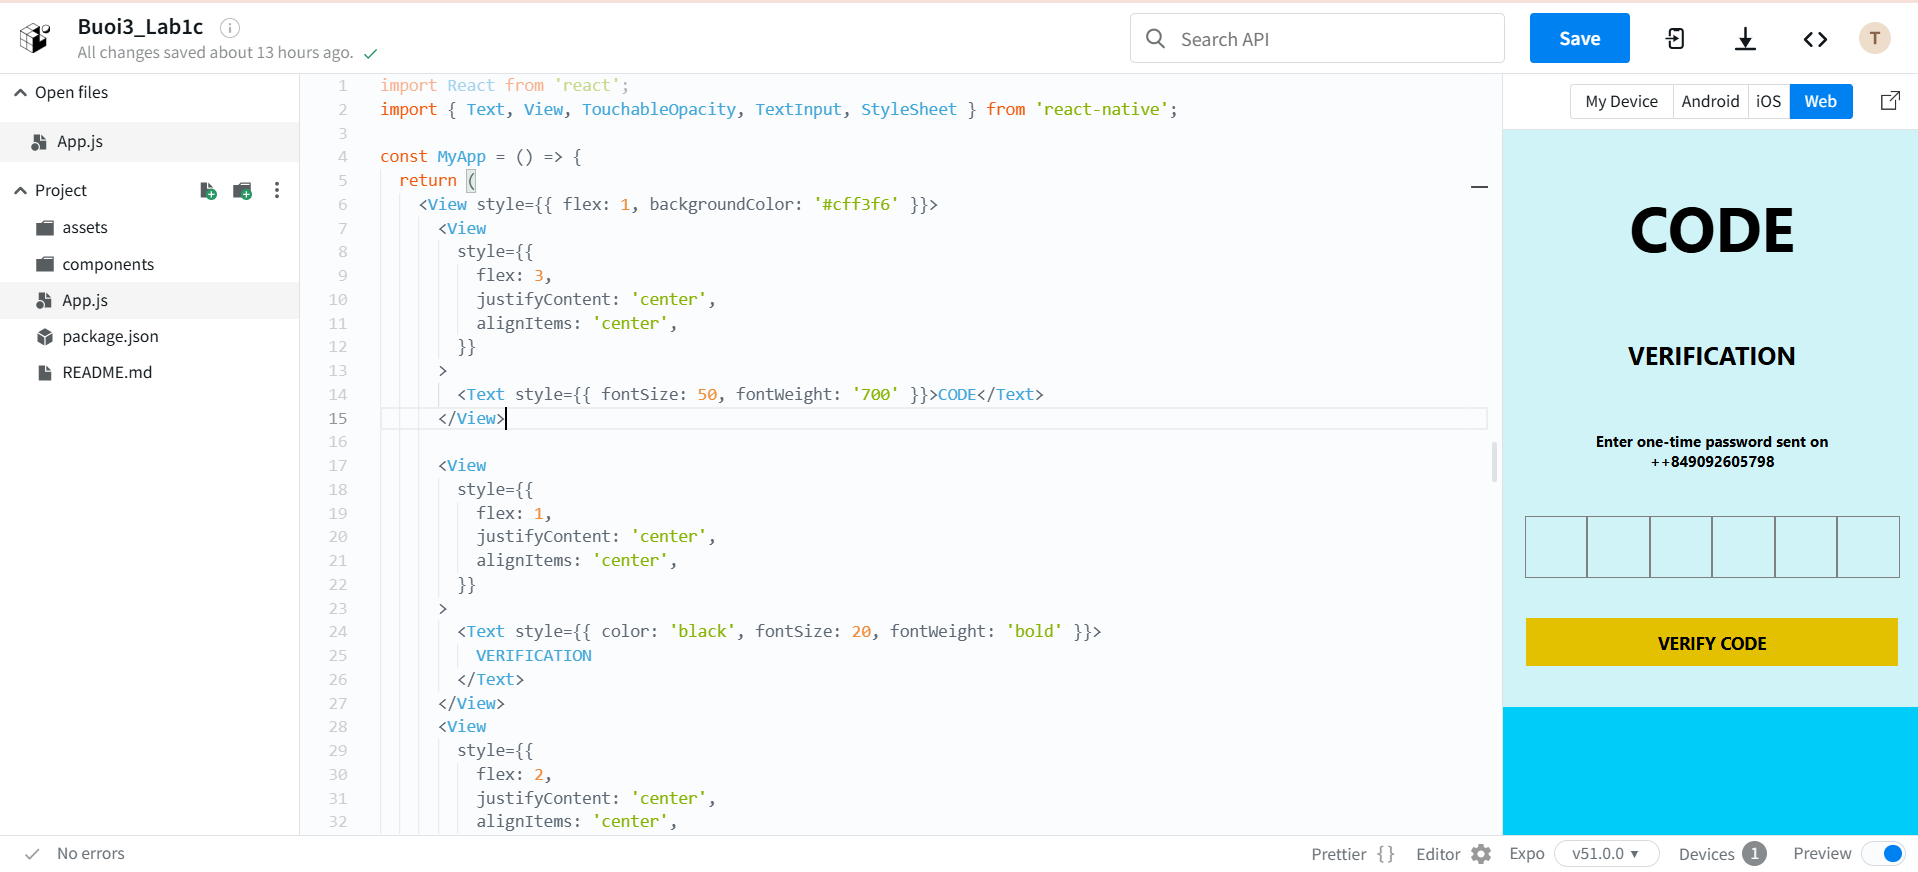 Buoi3_Lab1c
All changes saved about 13 hours ago.
Search API
Save
T
Open files
App.js
Project
assets
components
App.js
package.json
README.md
1 import React from 'react';
2 import { Text, View, TouchableOpacity, TextInput, StyleSheet } from 'react-native';
3
4 const MyApp = () => {
5 return (
6 <View style={{ flex: 1, backgroundColor: '#cff3f6' }}>
7 <View
8 style={{
9 flex: 3,
10 justifyContent: 'center',
11 alignItems: 'center',
12 }}
13 >
14 <Text style={{ fontSize: 50, fontWeight: '700' }}>CODE</Text>
15 </View>
16
17 <View
18 style={{
19 flex: 1,
20 justifyContent: 'center',
21 alignItems: 'center',
22 }}
23 >
24 <Text style={{ color: 'black', fontSize: 20, fontWeight: 'bold' }}>
25 VERIFICATION
26 </Text>
27 </View>
28 <View
29 style={{
30 flex: 2,
31 justifyContent: 'center',
32 alignItems: 'center',
My Device Android iOS Web
CODE
VERIFICATION
Enter one-time password sent on
++849092605798
VERIFY CODE
No errors
Prettier {} Editor Expo v51.0.0 Devices 1 Preview